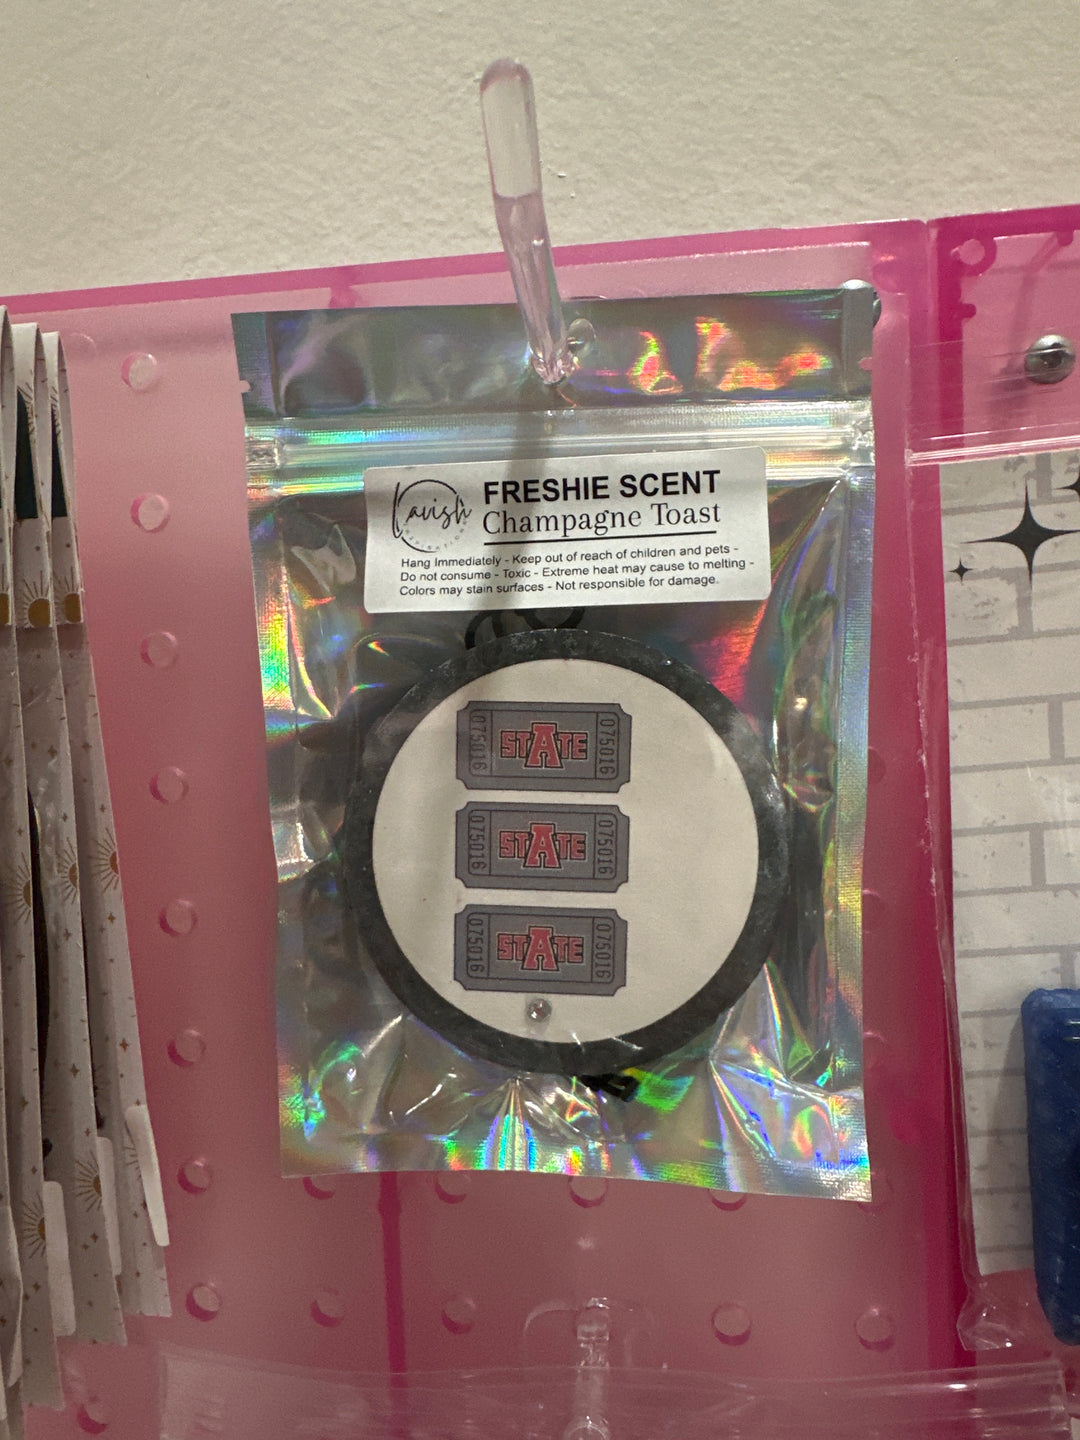 Lavish
FRESHIE SCENT
Champagne Toast
Hang Immediately - Keep out of reach of children and pets -
Do not consume - Toxic - Extreme heat may cause to melting -
Colors may stain surfaces - Not responsible for damage.
075016 STATE 075016
075016 STATE 075016
075016 STATE 075016